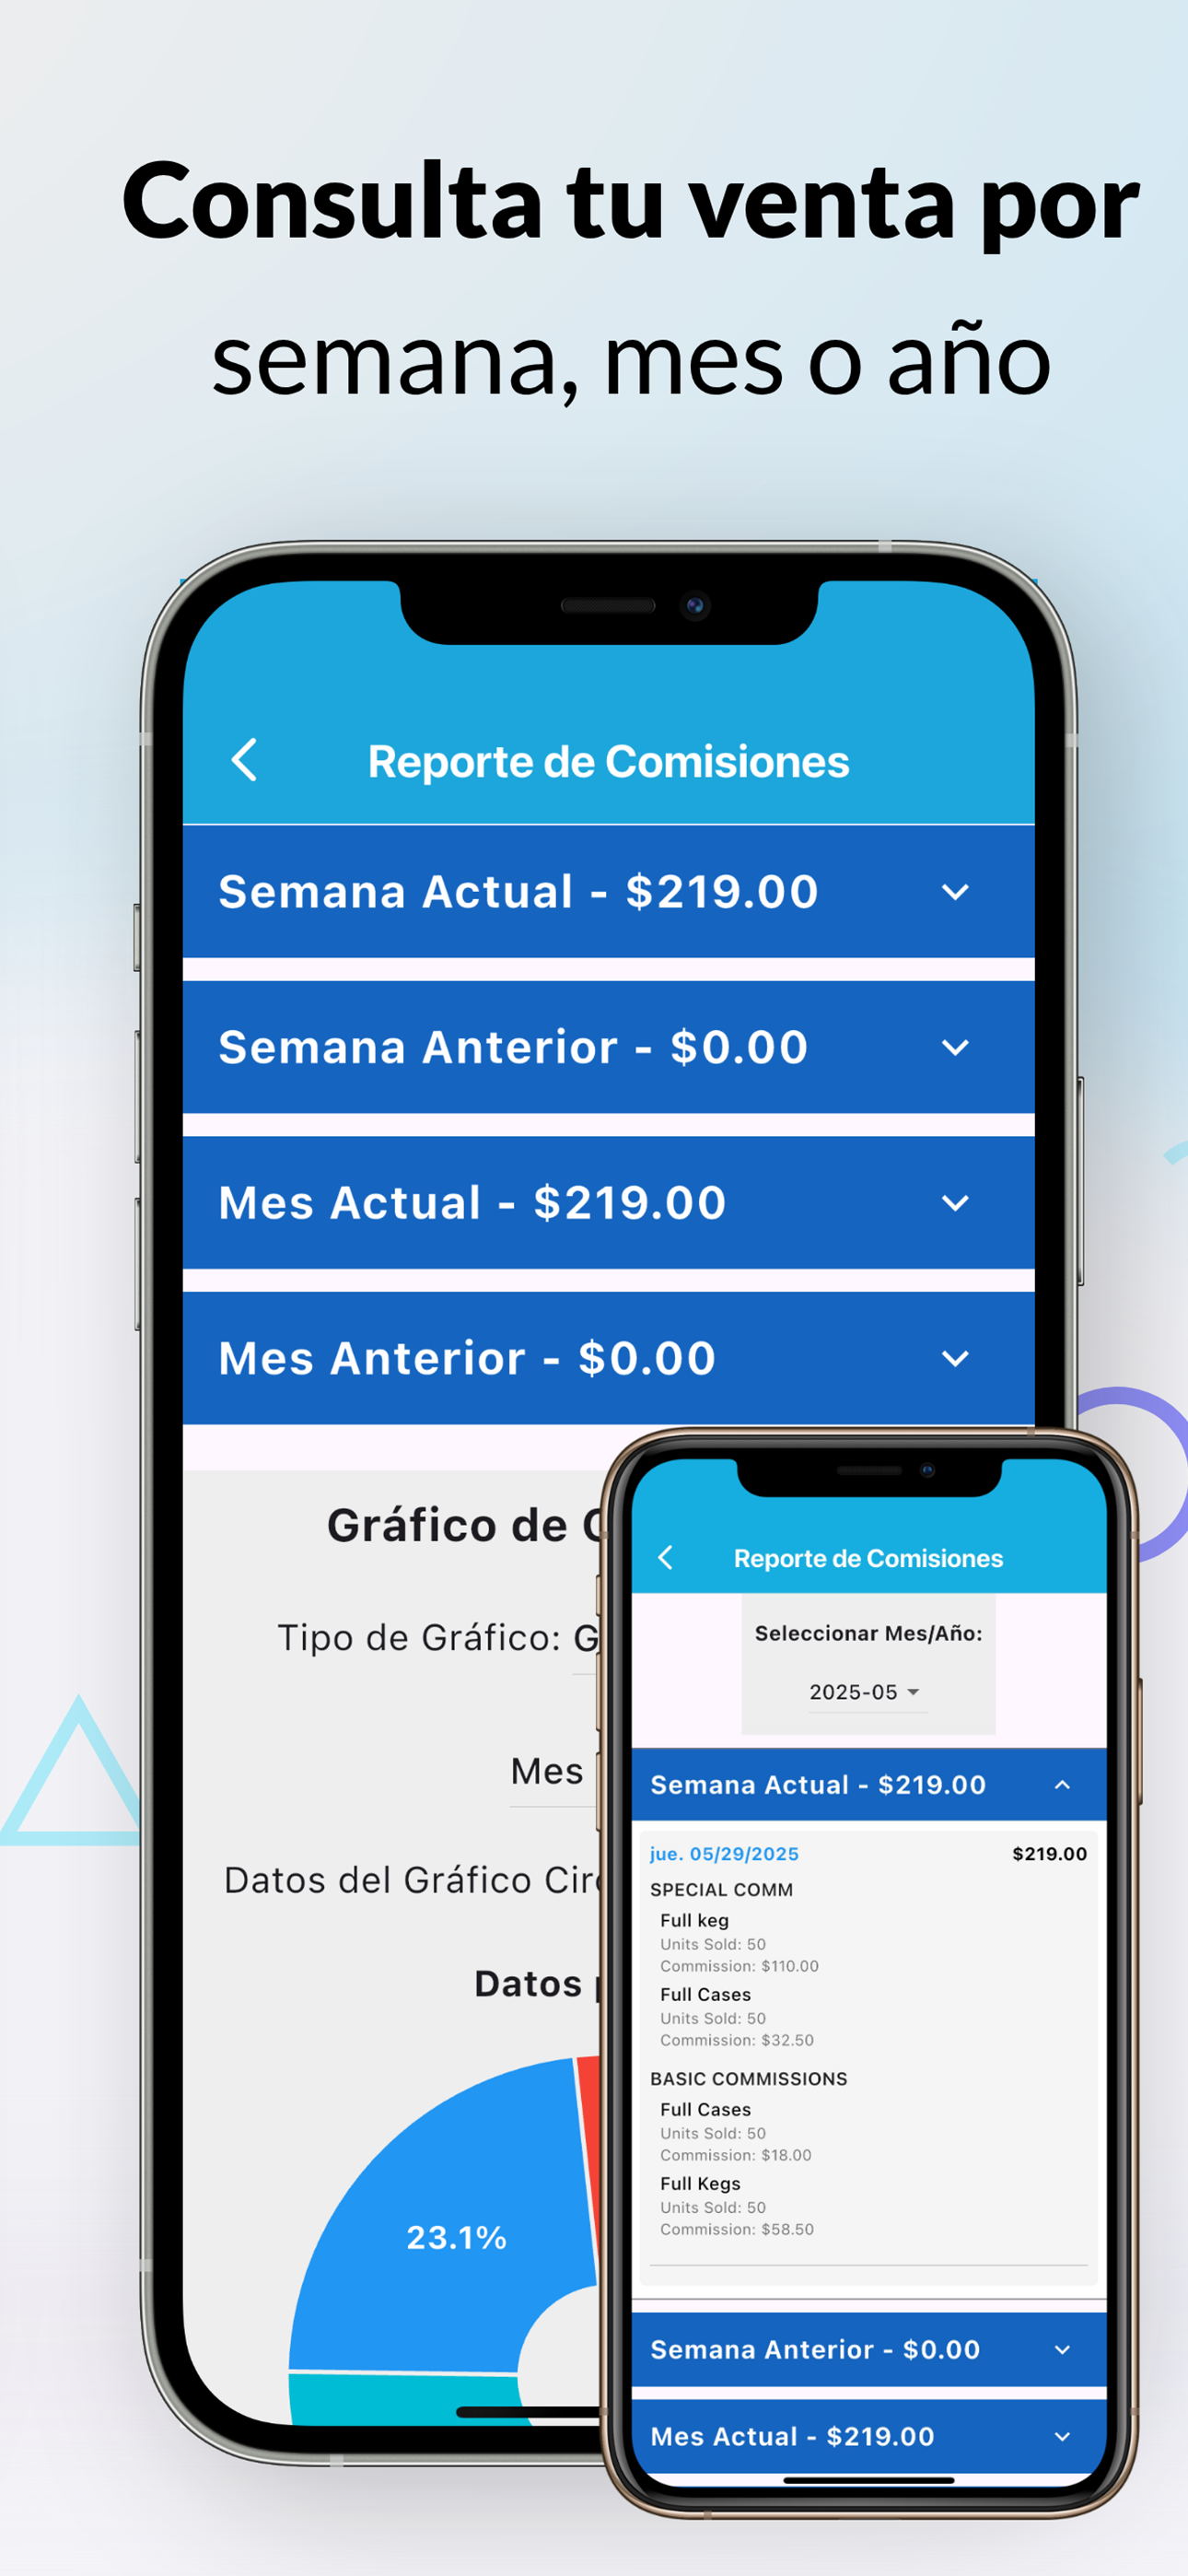 Consulta tu venta por
semana, mes o año
Reporte de Comisiones
Semana Actual - $219.00
Semana Anterior - $0.00
Mes Actual - $219.00
Mes Anterior - $0.00
Gráfico de
Tipo de Gráfico:
Mes
Datos del Gráfico
Datos
23.1%
Reporte de Comisiones
Seleccionar Mes/Año:
2025-05
Semana Actual - $219.00
jue. 05/29/2025 $219.00
SPECIAL COMM
Full keg
Units Sold: 50
Commission: $110.00
Full Cases
Units Sold: 50
Commission: $32.50
BASIC COMMISSIONS
Full Cases
Units Sold: 50
Commission: $18.00
Full Kegs
Units Sold: 50
Commission: $58.50
Semana Anterior - $0.00
Mes Actual - $219.00